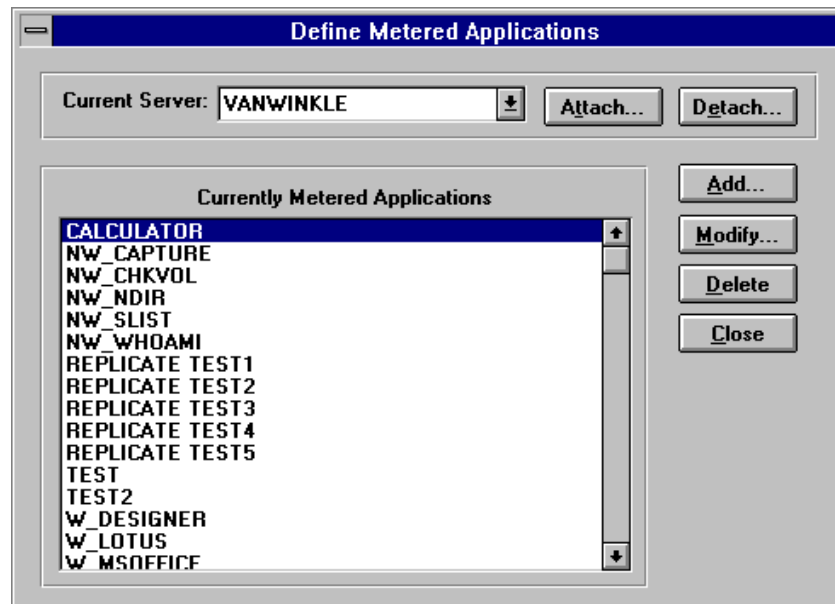 Define Metered Applications
Current Server: VANWINKLE Attach... Detach...
Currently Metered Applications
CALCULATOR
NW_CAPTURE
NW_CHKVOL
NW_NDIR
NW_SLIST
NW_WHOAMI
REPLICATE TEST1
REPLICATE TEST2
REPLICATE TEST3
REPLICATE TEST4
REPLICATE TEST5
TEST
TEST2
W_DESIGNER
W_LOTUS
W_MSOFFICE
Add...
Modify...
Delete
Close